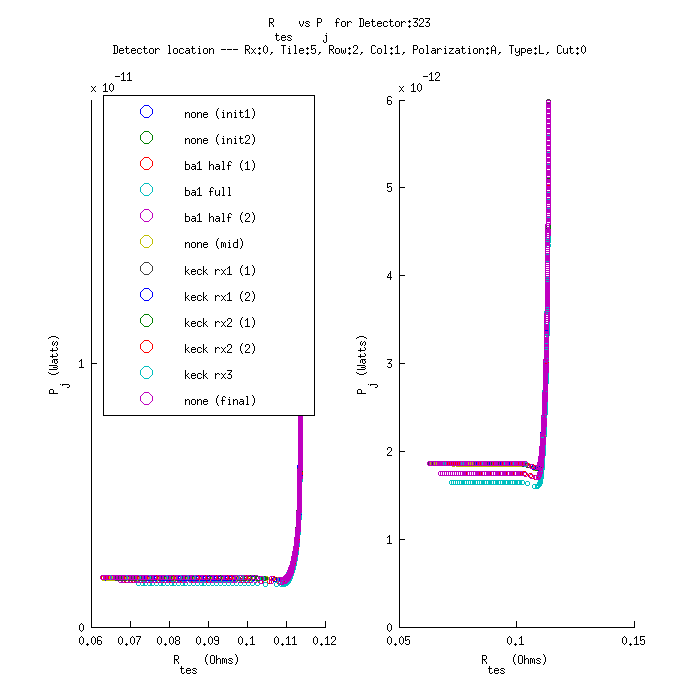 R    vs P  for Detector:323
tes    j
Detector location --- Rx:0, Tile:5, Row:2, Col:1, Polarization:A, Type:L, Cut:0
x 10^-11
none (init1)
none (init2)
ba1 half (1)
ba1 full
ba1 half (2)
none (mid)
keck rx1 (1)
keck rx1 (2)
keck rx2 (1)
keck rx2 (2)
keck rx3
none (final)
1
0
P_j (Watts)
0.06 0.07 0.08 0.09 0.1 0.11 0.12
R_tes (Ohms)
x 10^-12
6
5
4
3
2
1
0
P_j (Watts)
0.05 0.1 0.15
R_tes (Ohms)